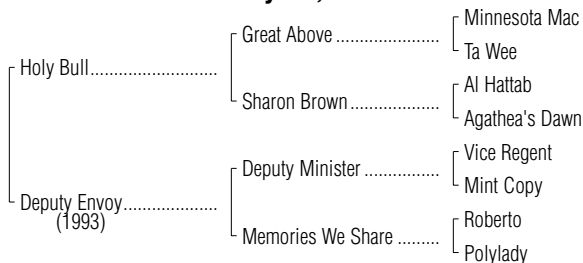 Minnesota Mac
Great Above
Ta Wee
Holy Bull
Al Hattab
Sharon Brown
Agathea's Dawn
Vice Regent
Deputy Minister
Mint Copy
Deputy Envoy
(1993)
Roberto
Memories We Share
Polylady